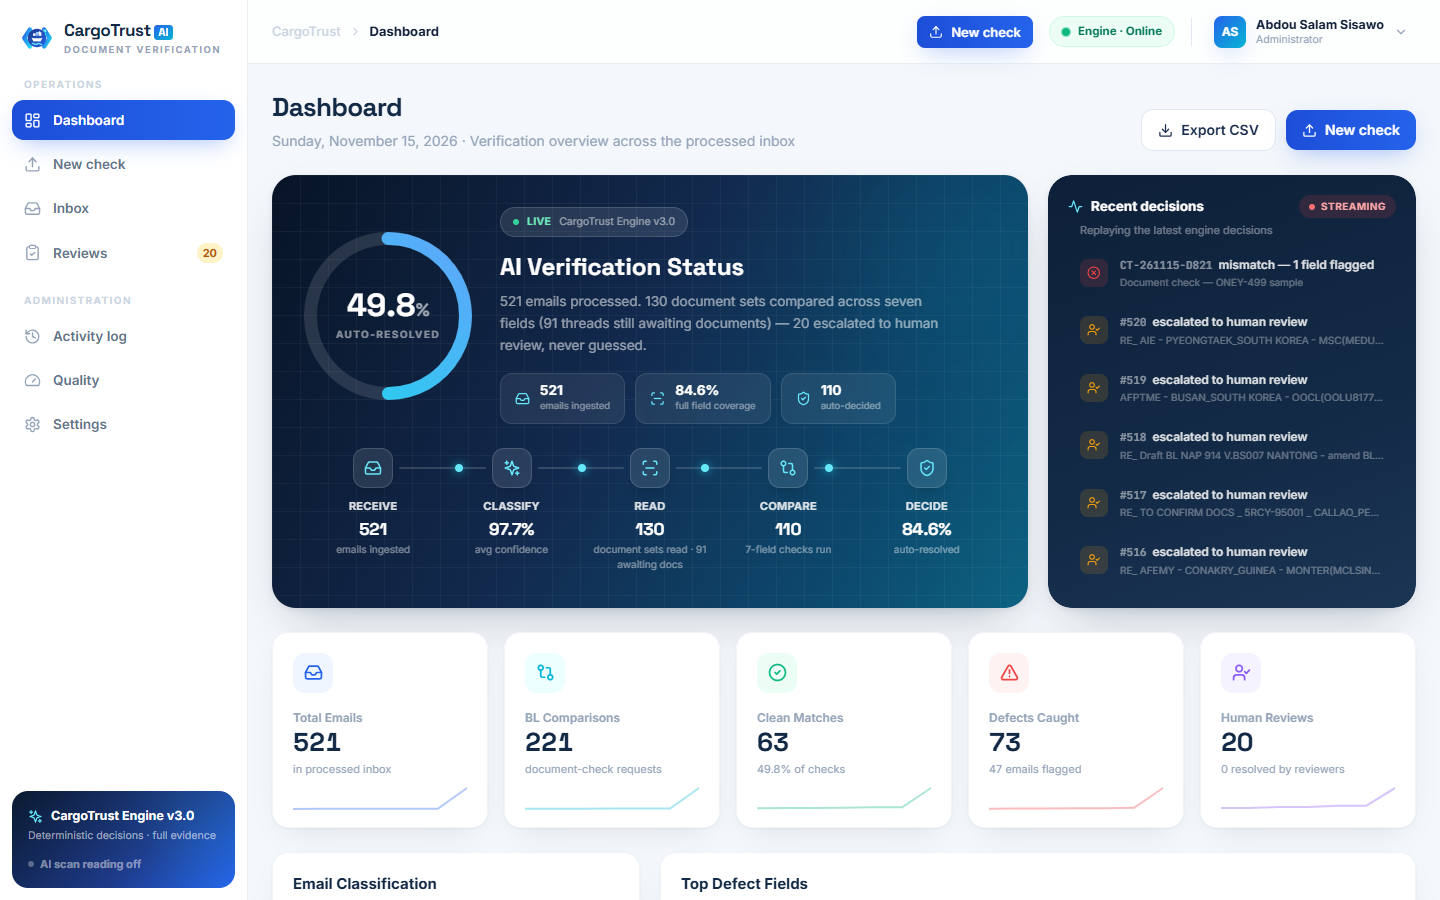 CargoTrust AI
DOCUMENT VERIFICATION
OPERATIONS
Dashboard
New check
Inbox
Reviews 20
ADMINISTRATION
Activity log
Quality
Settings
CargoTrust Engine v3.0
Deterministic decisions · full evidence
AI scan reading off
CargoTrust > Dashboard
New check
Engine · Online
AS
Abdou Salam Sisawo
Administrator
Dashboard
Sunday, November 15, 2026 · Verification overview across the processed inbox
Export CSV
New check
49.8%
AUTO-RESOLVED
LIVE CargoTrust Engine v3.0
AI Verification Status
521 emails processed. 130 document sets compared across seven
fields (91 threads still awaiting documents) — 20 escalated to human
review, never guessed.
521
emails ingested
84.6%
full field coverage
110
auto-decided
RECEIVE
521
emails ingested
CLASSIFY
97.7%
avg confidence
READ
130
document sets read · 91
awaiting docs
COMPARE
110
7-field checks run
DECIDE
84.6%
auto-resolved
Recent decisions
STREAMING
Replaying the latest engine decisions
CT-261115-D821 mismatch — 1 field flagged
Document check — ONEY-499 sample
#520 escalated to human review
RE_ AIE - PYEONGTAEK_SOUTH KOREA - MSC(MEDU...
#519 escalated to human review
AFPTME - BUSAN_SOUTH KOREA - OOCL(OOLU8177...
#518 escalated to human review
RE_ Draft BL NAP 914 V.BS007 NANTONG - amend BL...
#517 escalated to human review
RE_ TO CONFIRM DOCS _ 5RCY-95001 _ CALLAO_PE...
#516 escalated to human review
RE_ AFEMY - CONAKRY_GUINEA - MONTER(MCLSIN...
Total Emails
521
in processed inbox
BL Comparisons
221
document-check requests
Clean Matches
63
49.8% of checks
Defects Caught
73
47 emails flagged
Human Reviews
20
0 resolved by reviewers
Email Classification
Top Defect Fields